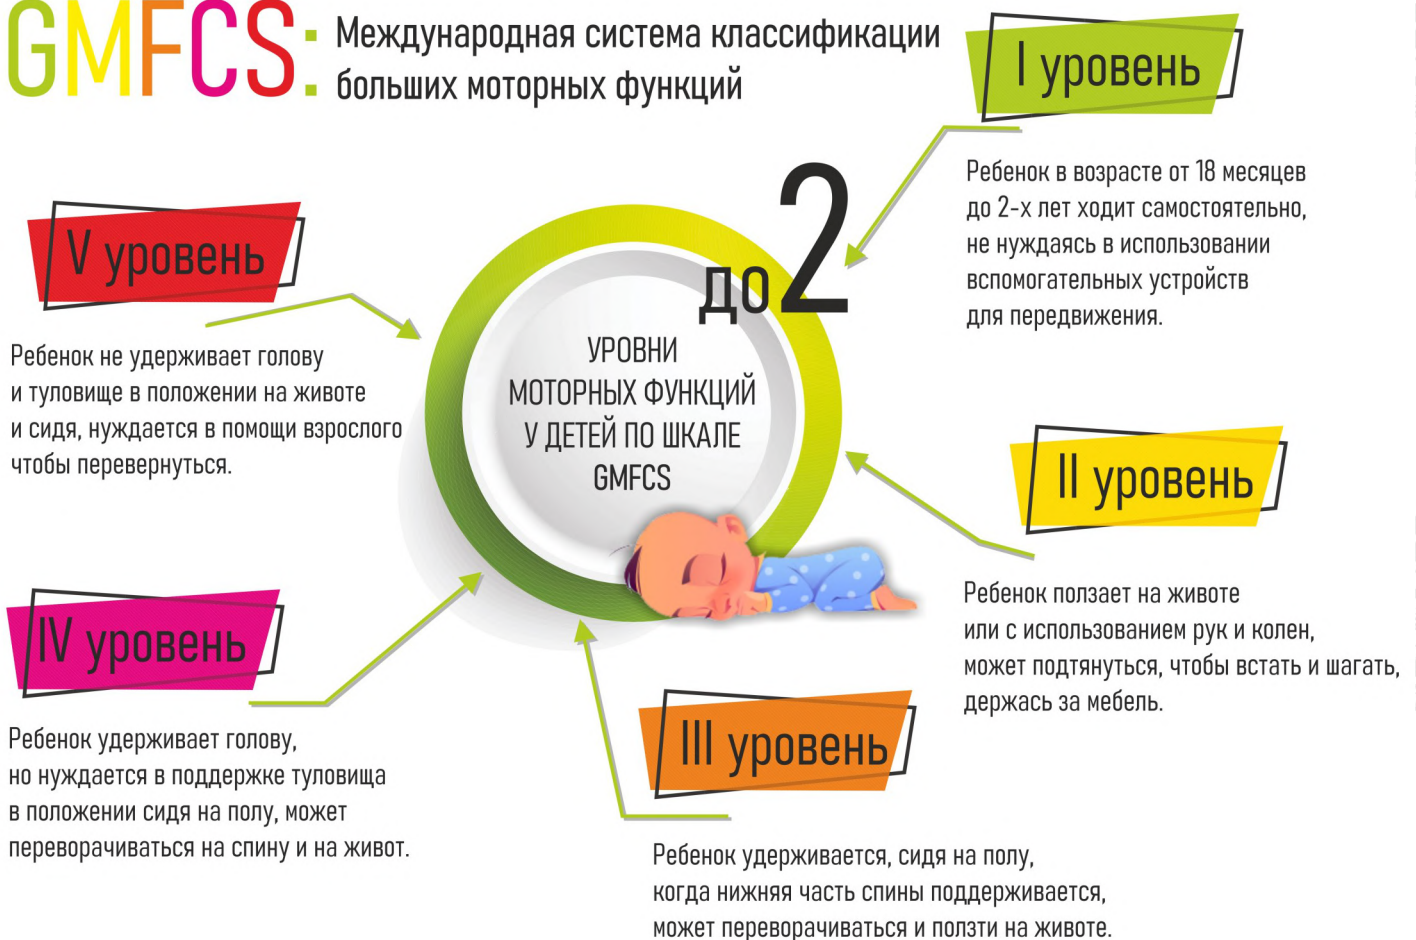 GMFCS:
Международная система классификации
больших моторных функций
до 2
УРОВНИ
МОТОРНЫХ ФУНКЦИЙ
У ДЕТЕЙ ПО ШКАЛЕ
GMFCS
I уровень
Ребенок в возрасте от 18 месяцев
до 2-х лет ходит самостоятельно,
не нуждаясь в использовании
вспомогательных устройств
для передвижения.
II уровень
Ребенок ползает на животе
или с использованием рук и колен,
может подтянуться, чтобы встать и шагать,
держась за мебель.
III уровень
Ребенок удерживается, сидя на полу,
когда нижняя часть спины поддерживается,
может переворачиваться и ползти на животе.
IV уровень
Ребенок удерживает голову,
но нуждается в поддержке туловища
в положении сидя на полу, может
переворачиваться на спину и на живот.
V уровень
Ребенок не удерживает голову
и туловище в положении на животе
и сидя, нуждается в помощи взрослого
чтобы перевернуться.